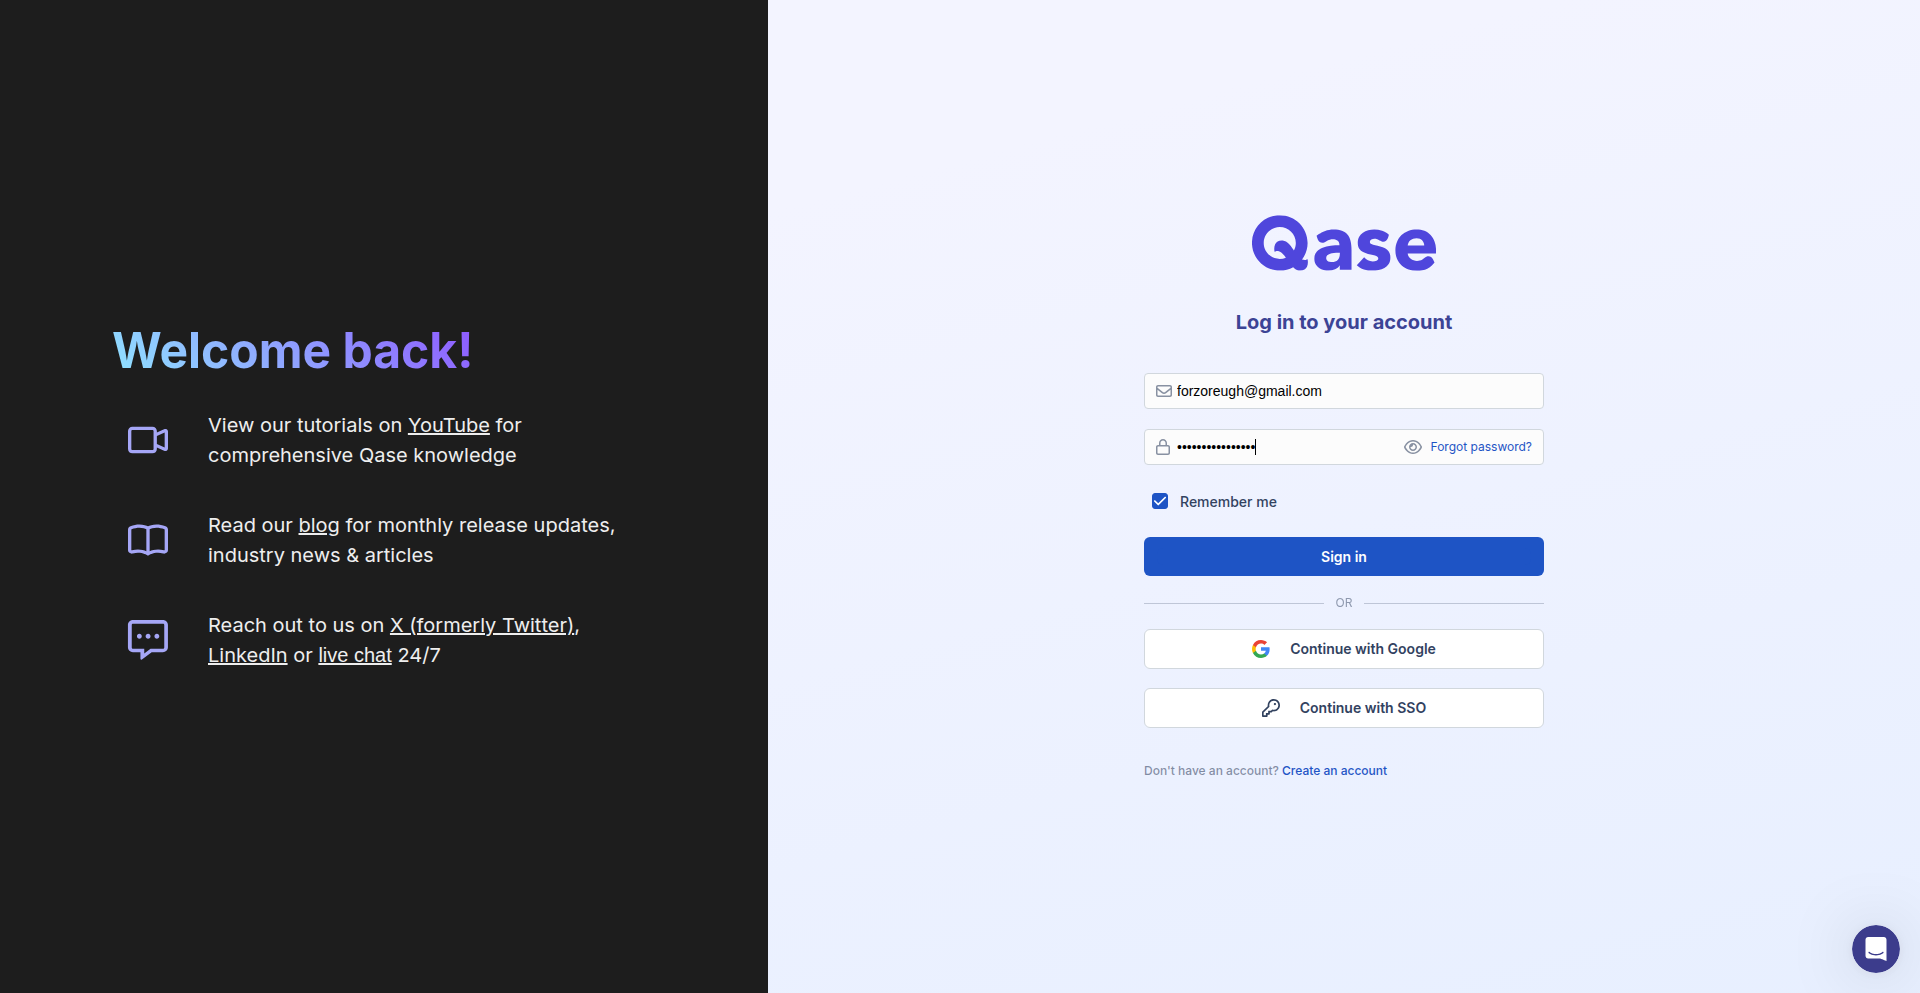 Welcome back!
View our tutorials on YouTube for
comprehensive Qase knowledge
Read our blog for monthly release updates,
industry news & articles
Reach out to us on X (formerly Twitter),
LinkedIn or live chat 24/7
Qase
Log in to your account
forzoreugh@gmail.com
••••••••••••••••
Forgot password?
Remember me
Sign in
OR
Continue with Google
Continue with SSO
Don't have an account? Create an account